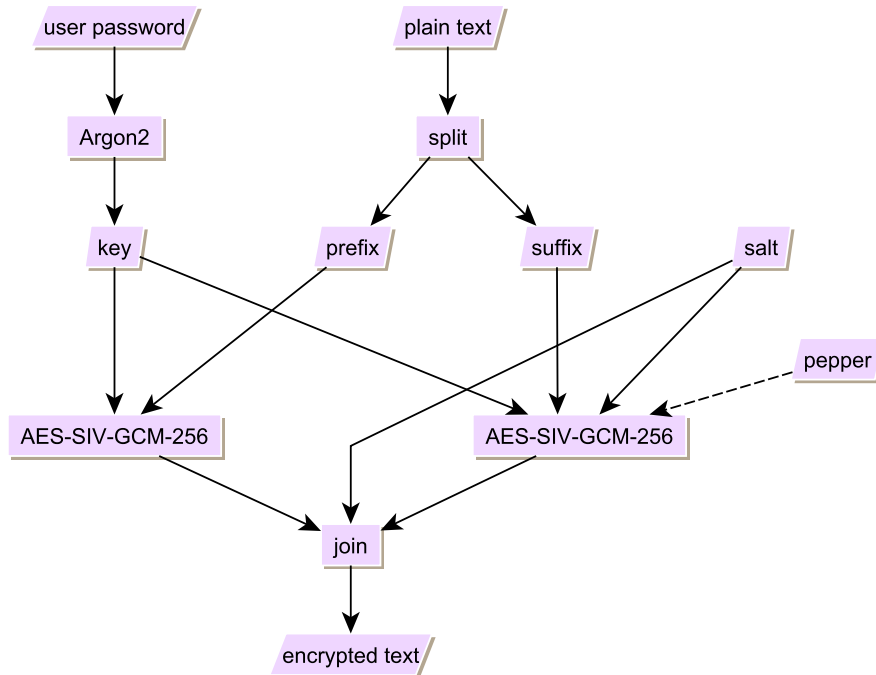 user password
plain text
Argon2
split
key
prefix
suffix
salt
pepper
AES-SIV-GCM-256
AES-SIV-GCM-256
join
encrypted text